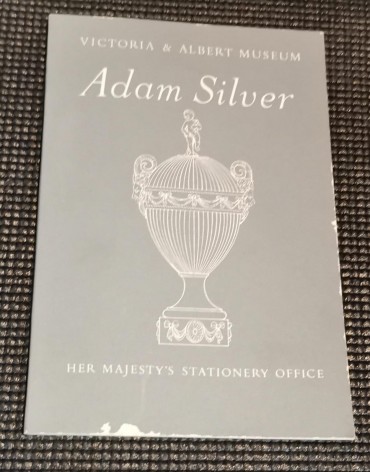 VICTORIA & ALBERT MUSEUM
Adam Silver
HER MAJESTY'S STATIONERY OFFICE